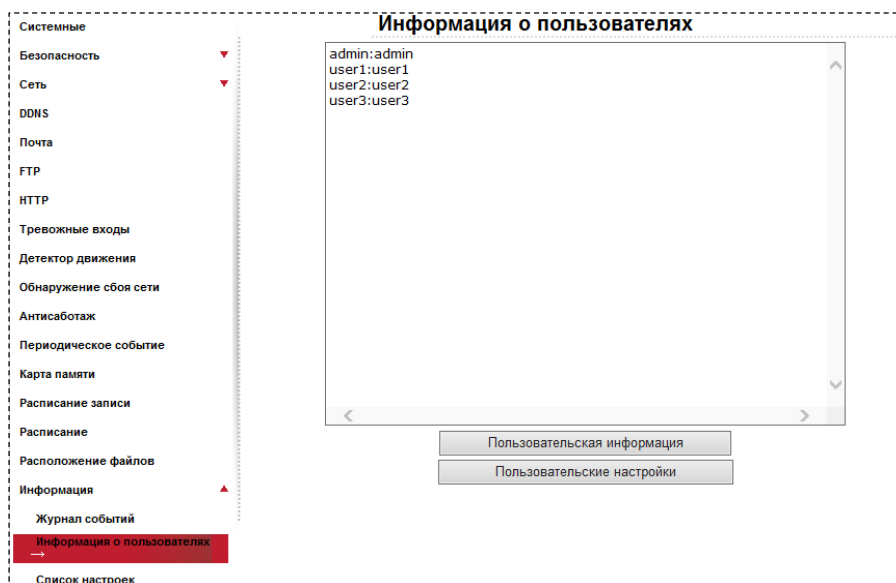 Информация о пользователях
Системные
Безопасность
Сеть
DDNS
Почта
FTP
HTTP
Тревожные входы
Детектор движения
Обнаружение сбоя сети
Антисаботаж
Периодическое событие
Карта памяти
Расписание записи
Расписание
Расположение файлов
Информация
Журнал событий
Информация о пользователях
→
Список настроек
admin:admin
user1:user1
user2:user2
user3:user3
Пользовательская информация
Пользовательские настройки